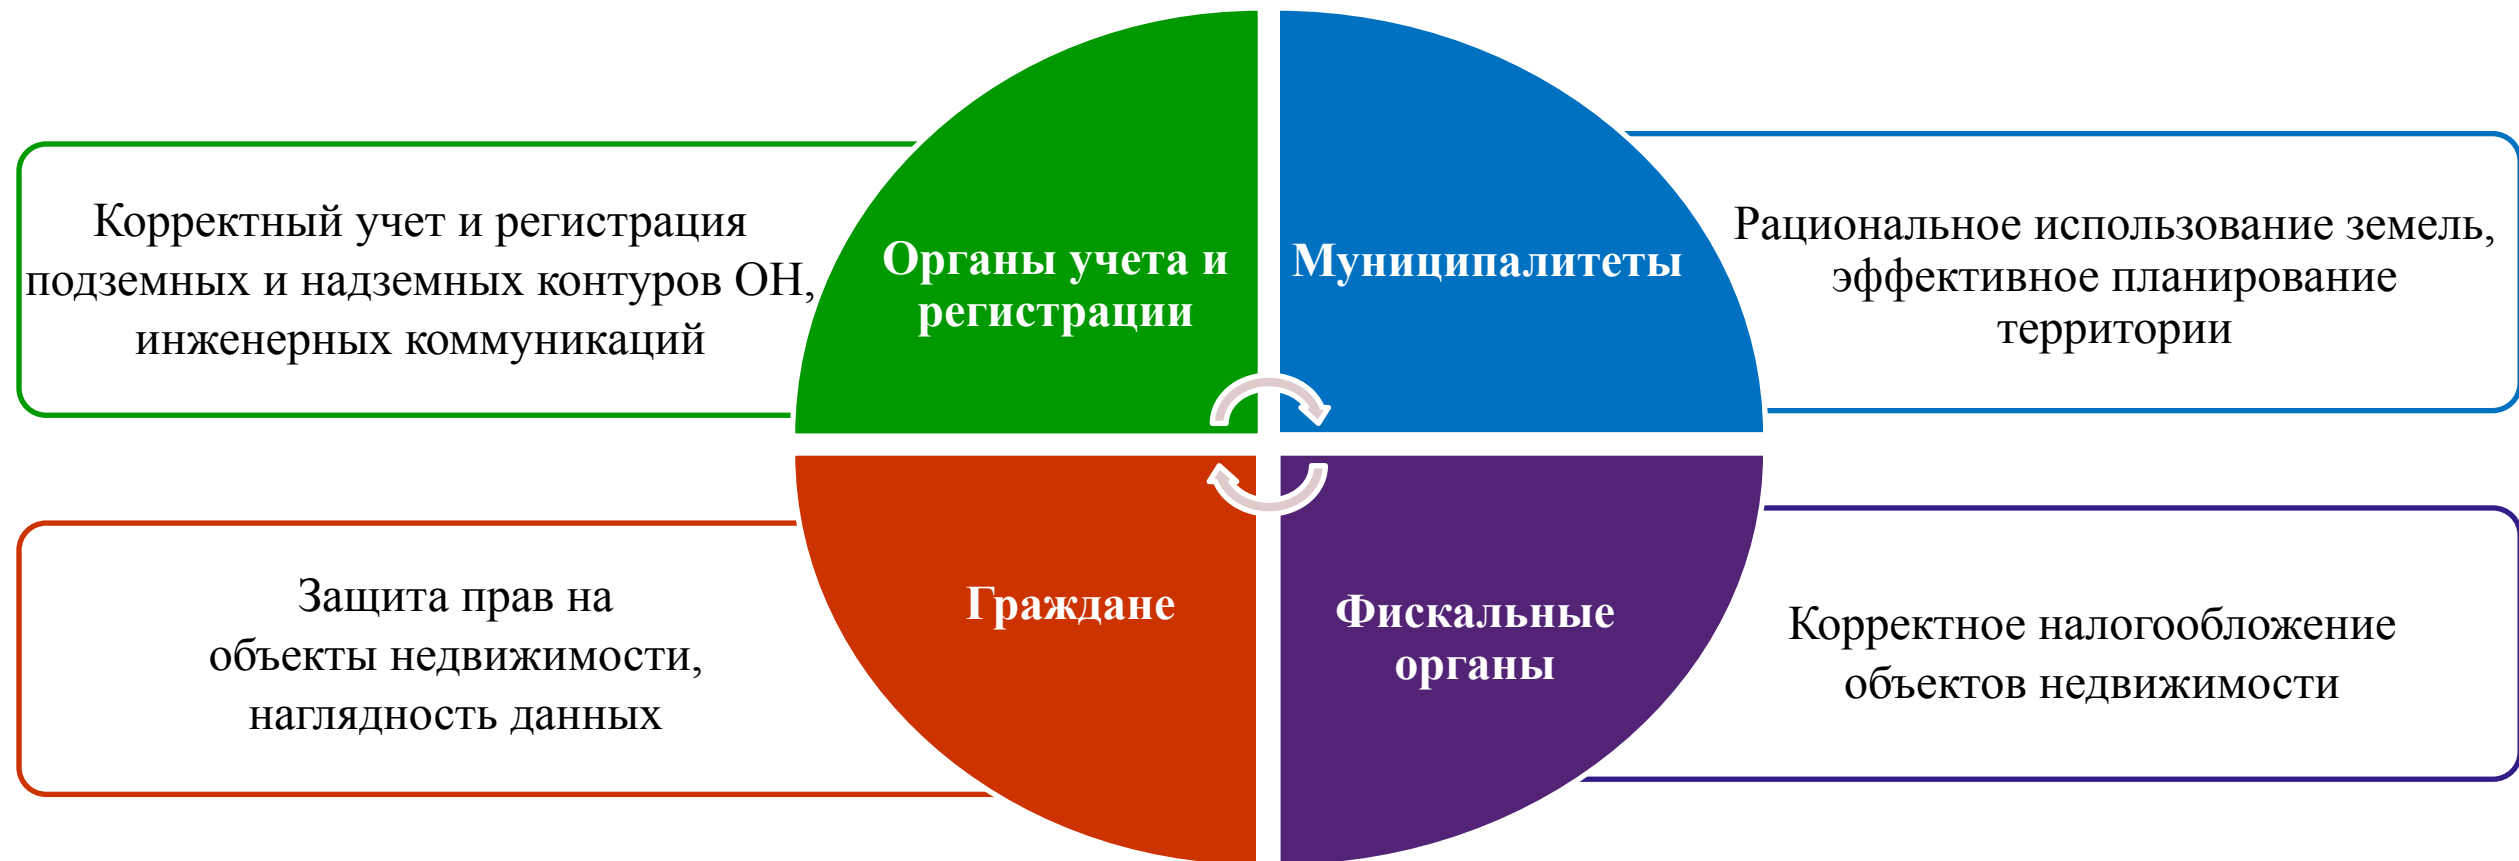 Корректный учет и регистрация
подземных и надземных контуров ОН,
инженерных коммуникаций
Органы учета и
регистрации
Муниципалитеты
Рациональное использование земель,
эффективное планирование
территории
Защита прав на
объекты недвижимости,
наглядность данных
Граждане
Фискальные
органы
Корректное налогообложение
объектов недвижимости